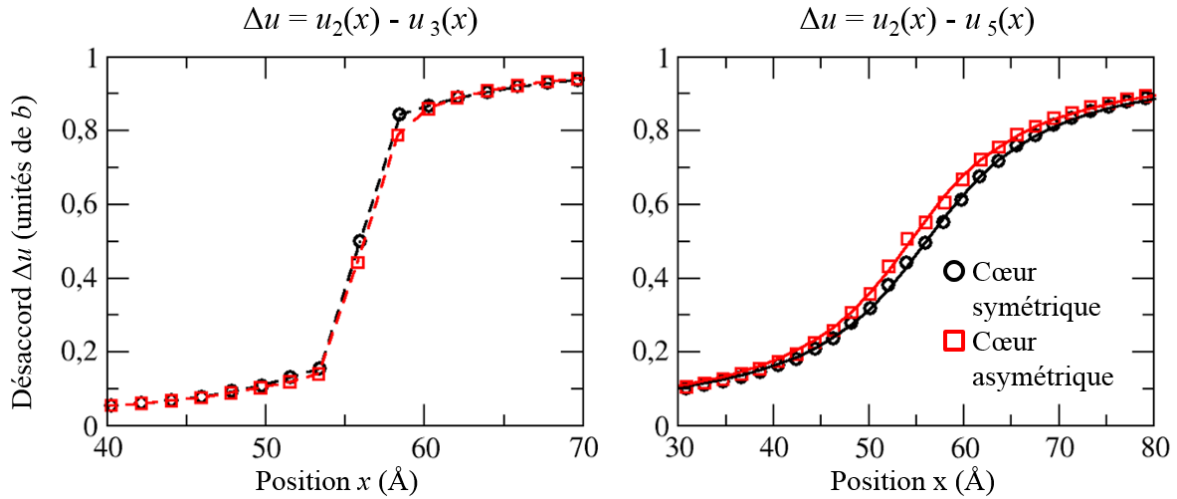 Δu = u2(x) - u3(x)
Δu = u2(x) - u5(x)
Désaccord Δu (unités de b)
1
0,8
0,6
0,4
0,2
0
40
50
60
70
Position x (Å)
1
0,8
0,6
0,4
0,2
0
30
40
50
60
70
80
Position x (Å)
Cœur
symétrique
Cœur
asymétrique